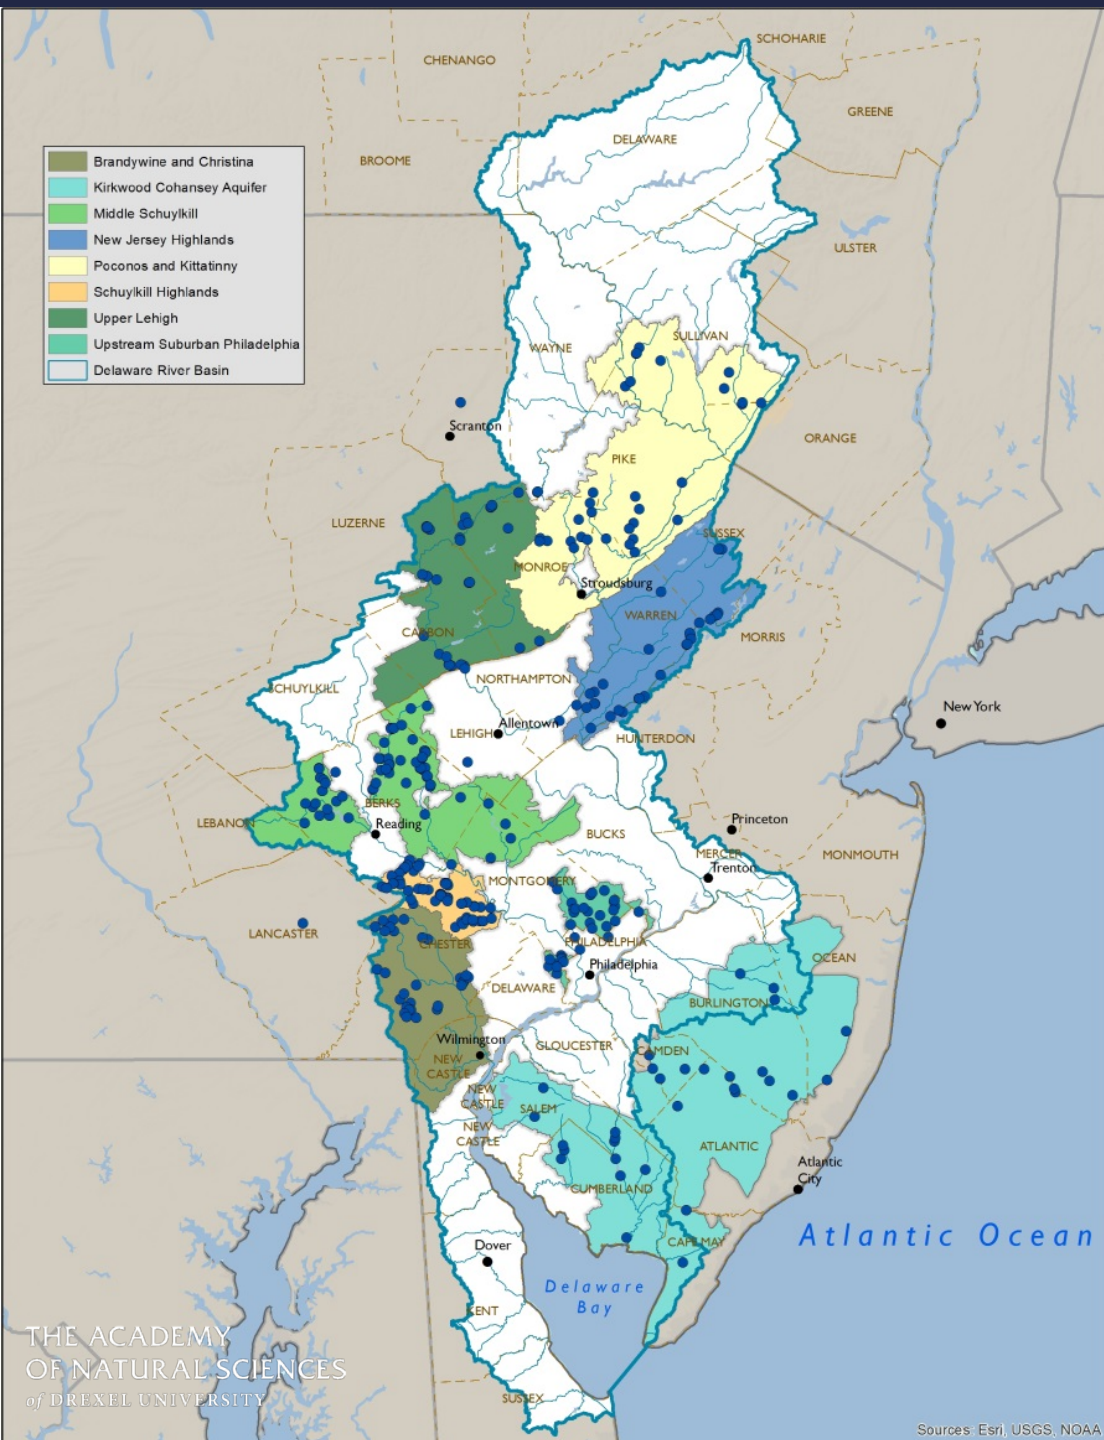 SCHOHARIE
CHENANGO
GREENE
DELAWARE
BROOME
Brandywine and Christina
Kirkwood Cohansey Aquifer
Middle Schuylkill
New Jersey Highlands
Poconos and Kittatinny
Schuylkill Highlands
Upper Lehigh
Upstream Suburban Philadelphia
Delaware River Basin
ULSTER
SULLIVAN
WAYNE
Scranton
ORANGE
PIKE
LUZERNE
SUSSEX
MONROE
Stroudsburg
WARREN
CARBON
MORRIS
NORTHAMPTON
SCHUYLKILL
New York
Allentown
LEHIGH
HUNTERDON
BERKS
LEBANON
Reading
Princeton
BUCKS
MERCER
MONMOUTH
Trenton
MONTGOMERY
LANCASTER
CHESTER
PHILADELPHIA
OCEAN
Philadelphia
DELAWARE
BURLINGTON
Wilmington
GLOUCESTER
CAMDEN
NEW
CASTLE
NEW
CASTLE
SALEM
NEW
CASTLE
ATLANTIC
Atlantic
City
CUMBERLAND
CAPE MAY
Atlantic Ocean
Dover
Delaware
Bay
KENT
THE ACADEMY
OF NATURAL SCIENCES
of DREXEL UNIVERSITY
SUSSEX
Sources: Esri, USGS, NOAA